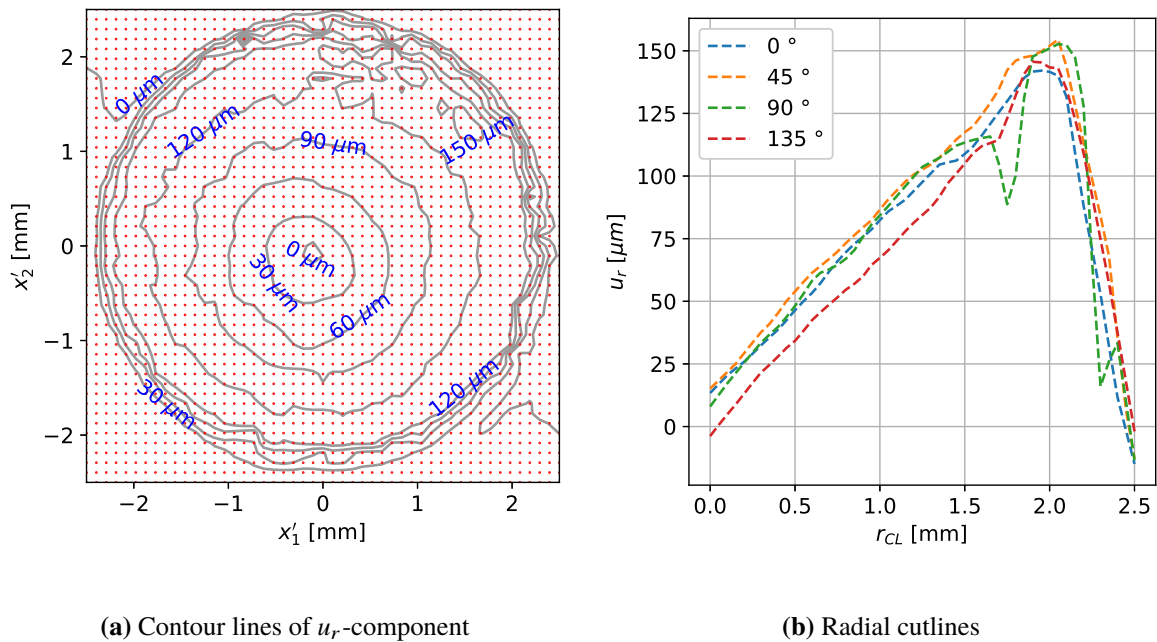 2
1
0
−1
−2
x′₂ [mm]
0 μm
120 μm
90 μm
150 μm
0 μm
30 μm
60 μm
30 μm
120 μm
−2 −1 0 1 2
x′₁ [mm]
(a) Contour lines of uᵣ-component
150
125
100
75
50
25
0
uᵣ [μm]
0 °
45 °
90 °
135 °
0.0 0.5 1.0 1.5 2.0 2.5
r_CL [mm]
(b) Radial cutlines